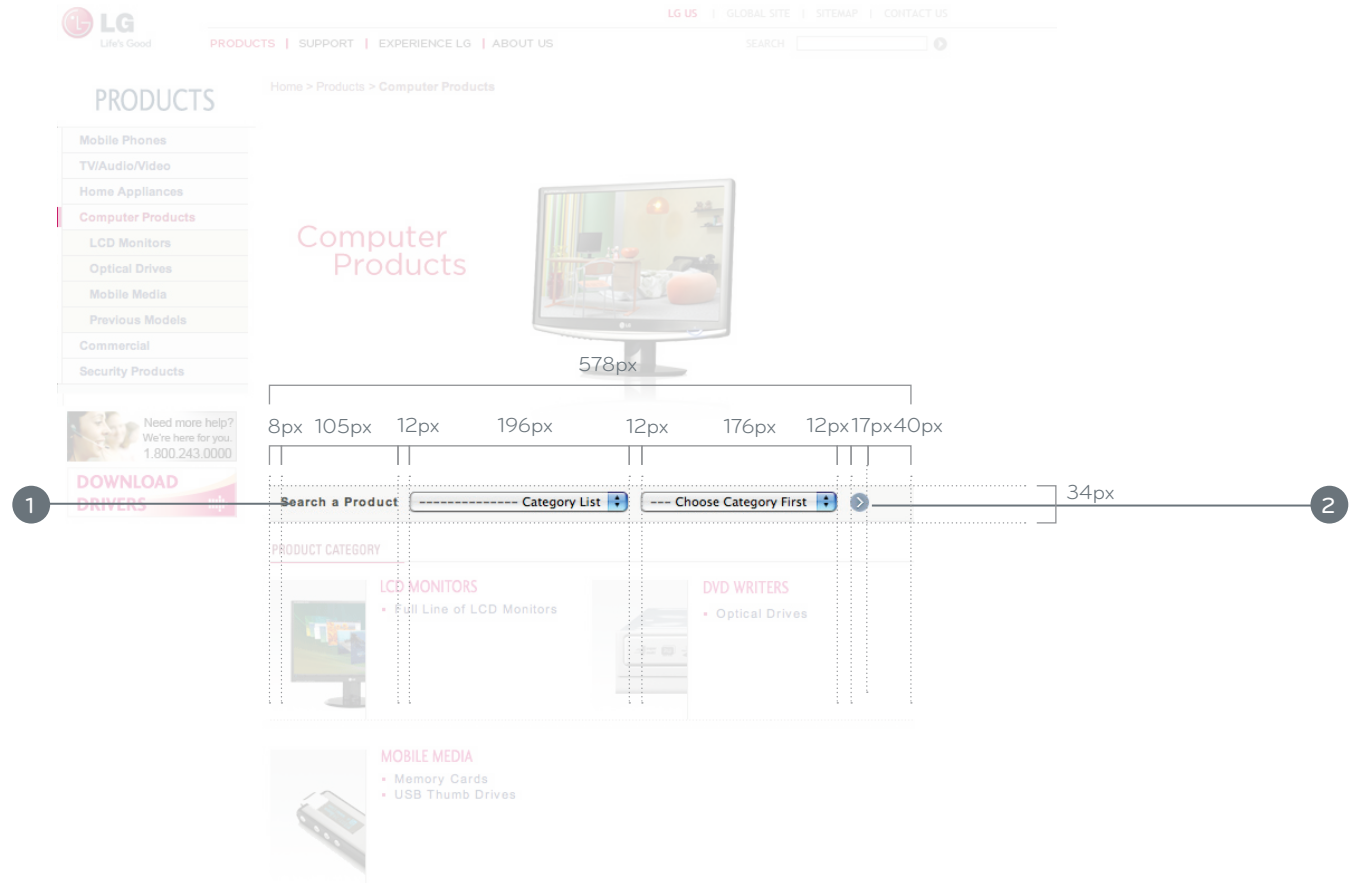 LG
Life's Good
LG US | GLOBAL SITE | SITEMAP | CONTACT US
PRODUCTS | SUPPORT | EXPERIENCE LG | ABOUT US
SEARCH
PRODUCTS
Home > Products > Computer Products
Mobile Phones
TV/Audio/Video
Home Appliances
Computer Products
LCD Monitors
Optical Drives
Mobile Media
Previous Models
Commercial
Security Products
Computer
Products
578px
Need more help?
We're here for you.
1.800.243.0000
DOWNLOAD
DRIVERS
8px 105px 12px 196px 12px 176px 12px 17px 40px
34px
1
Search a Product
-------------- Category List
--- Choose Category First
2
PRODUCT CATEGORY
LCD MONITORS
• Full Line of LCD Monitors
DVD WRITERS
• Optical Drives
MOBILE MEDIA
• Memory Cards
• USB Thumb Drives